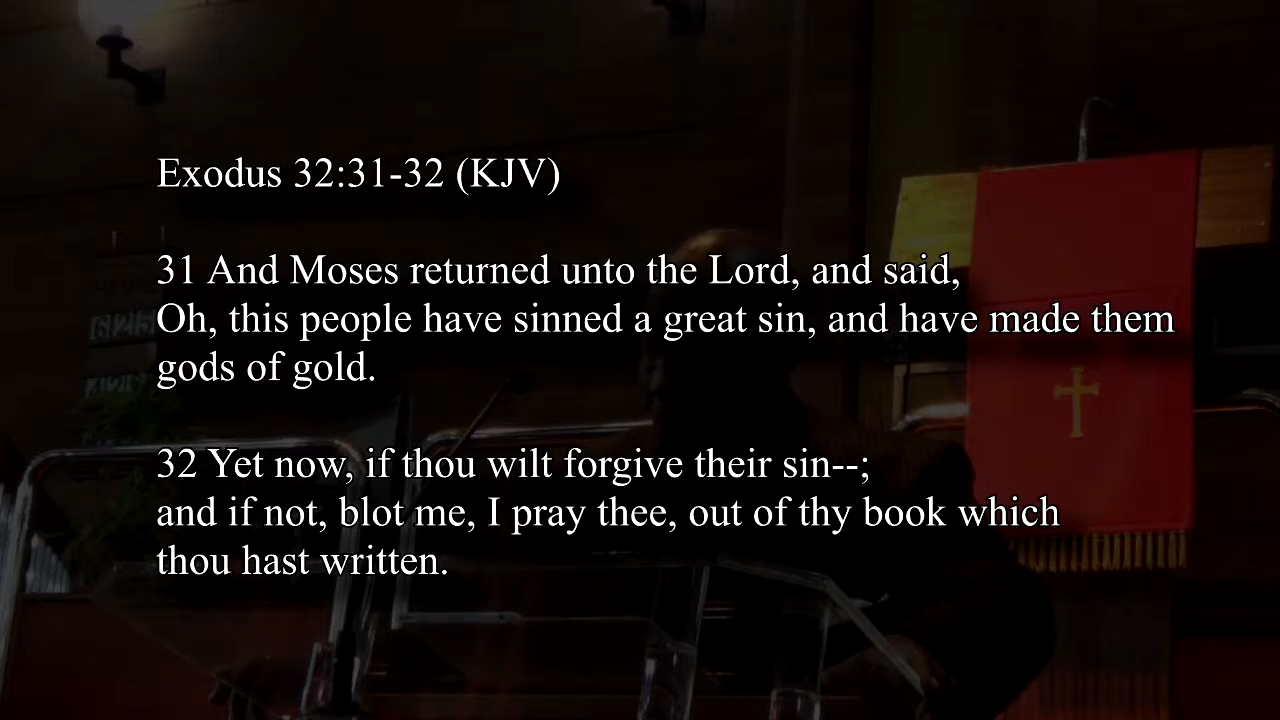 Exodus 32:31-32 (KJV)
31 And Moses returned unto the Lord, and said,
Oh, this people have sinned a great sin, and have made them
gods of gold.
32 Yet now, if thou wilt forgive their sin--;
and if not, blot me, I pray thee, out of thy book which
thou hast written.